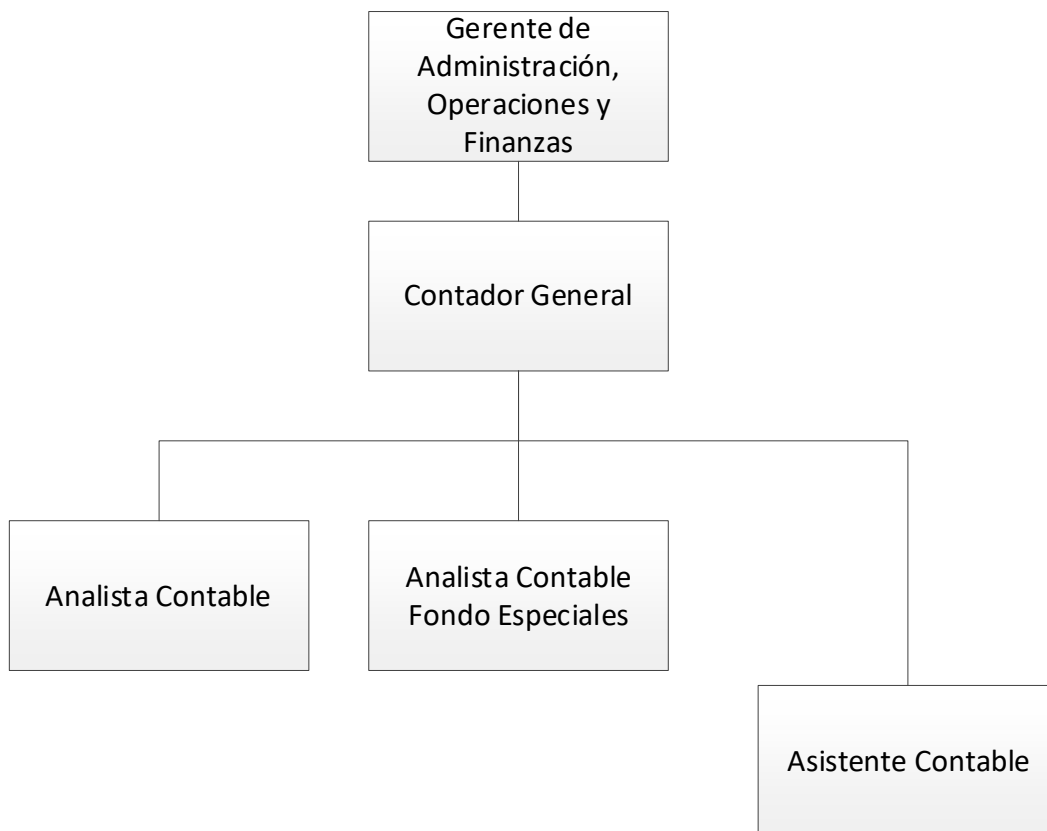 Gerente de
Administración,
Operaciones y
Finanzas
Contador General
Analista Contable
Analista Contable
Fondo Especiales
Asistente Contable